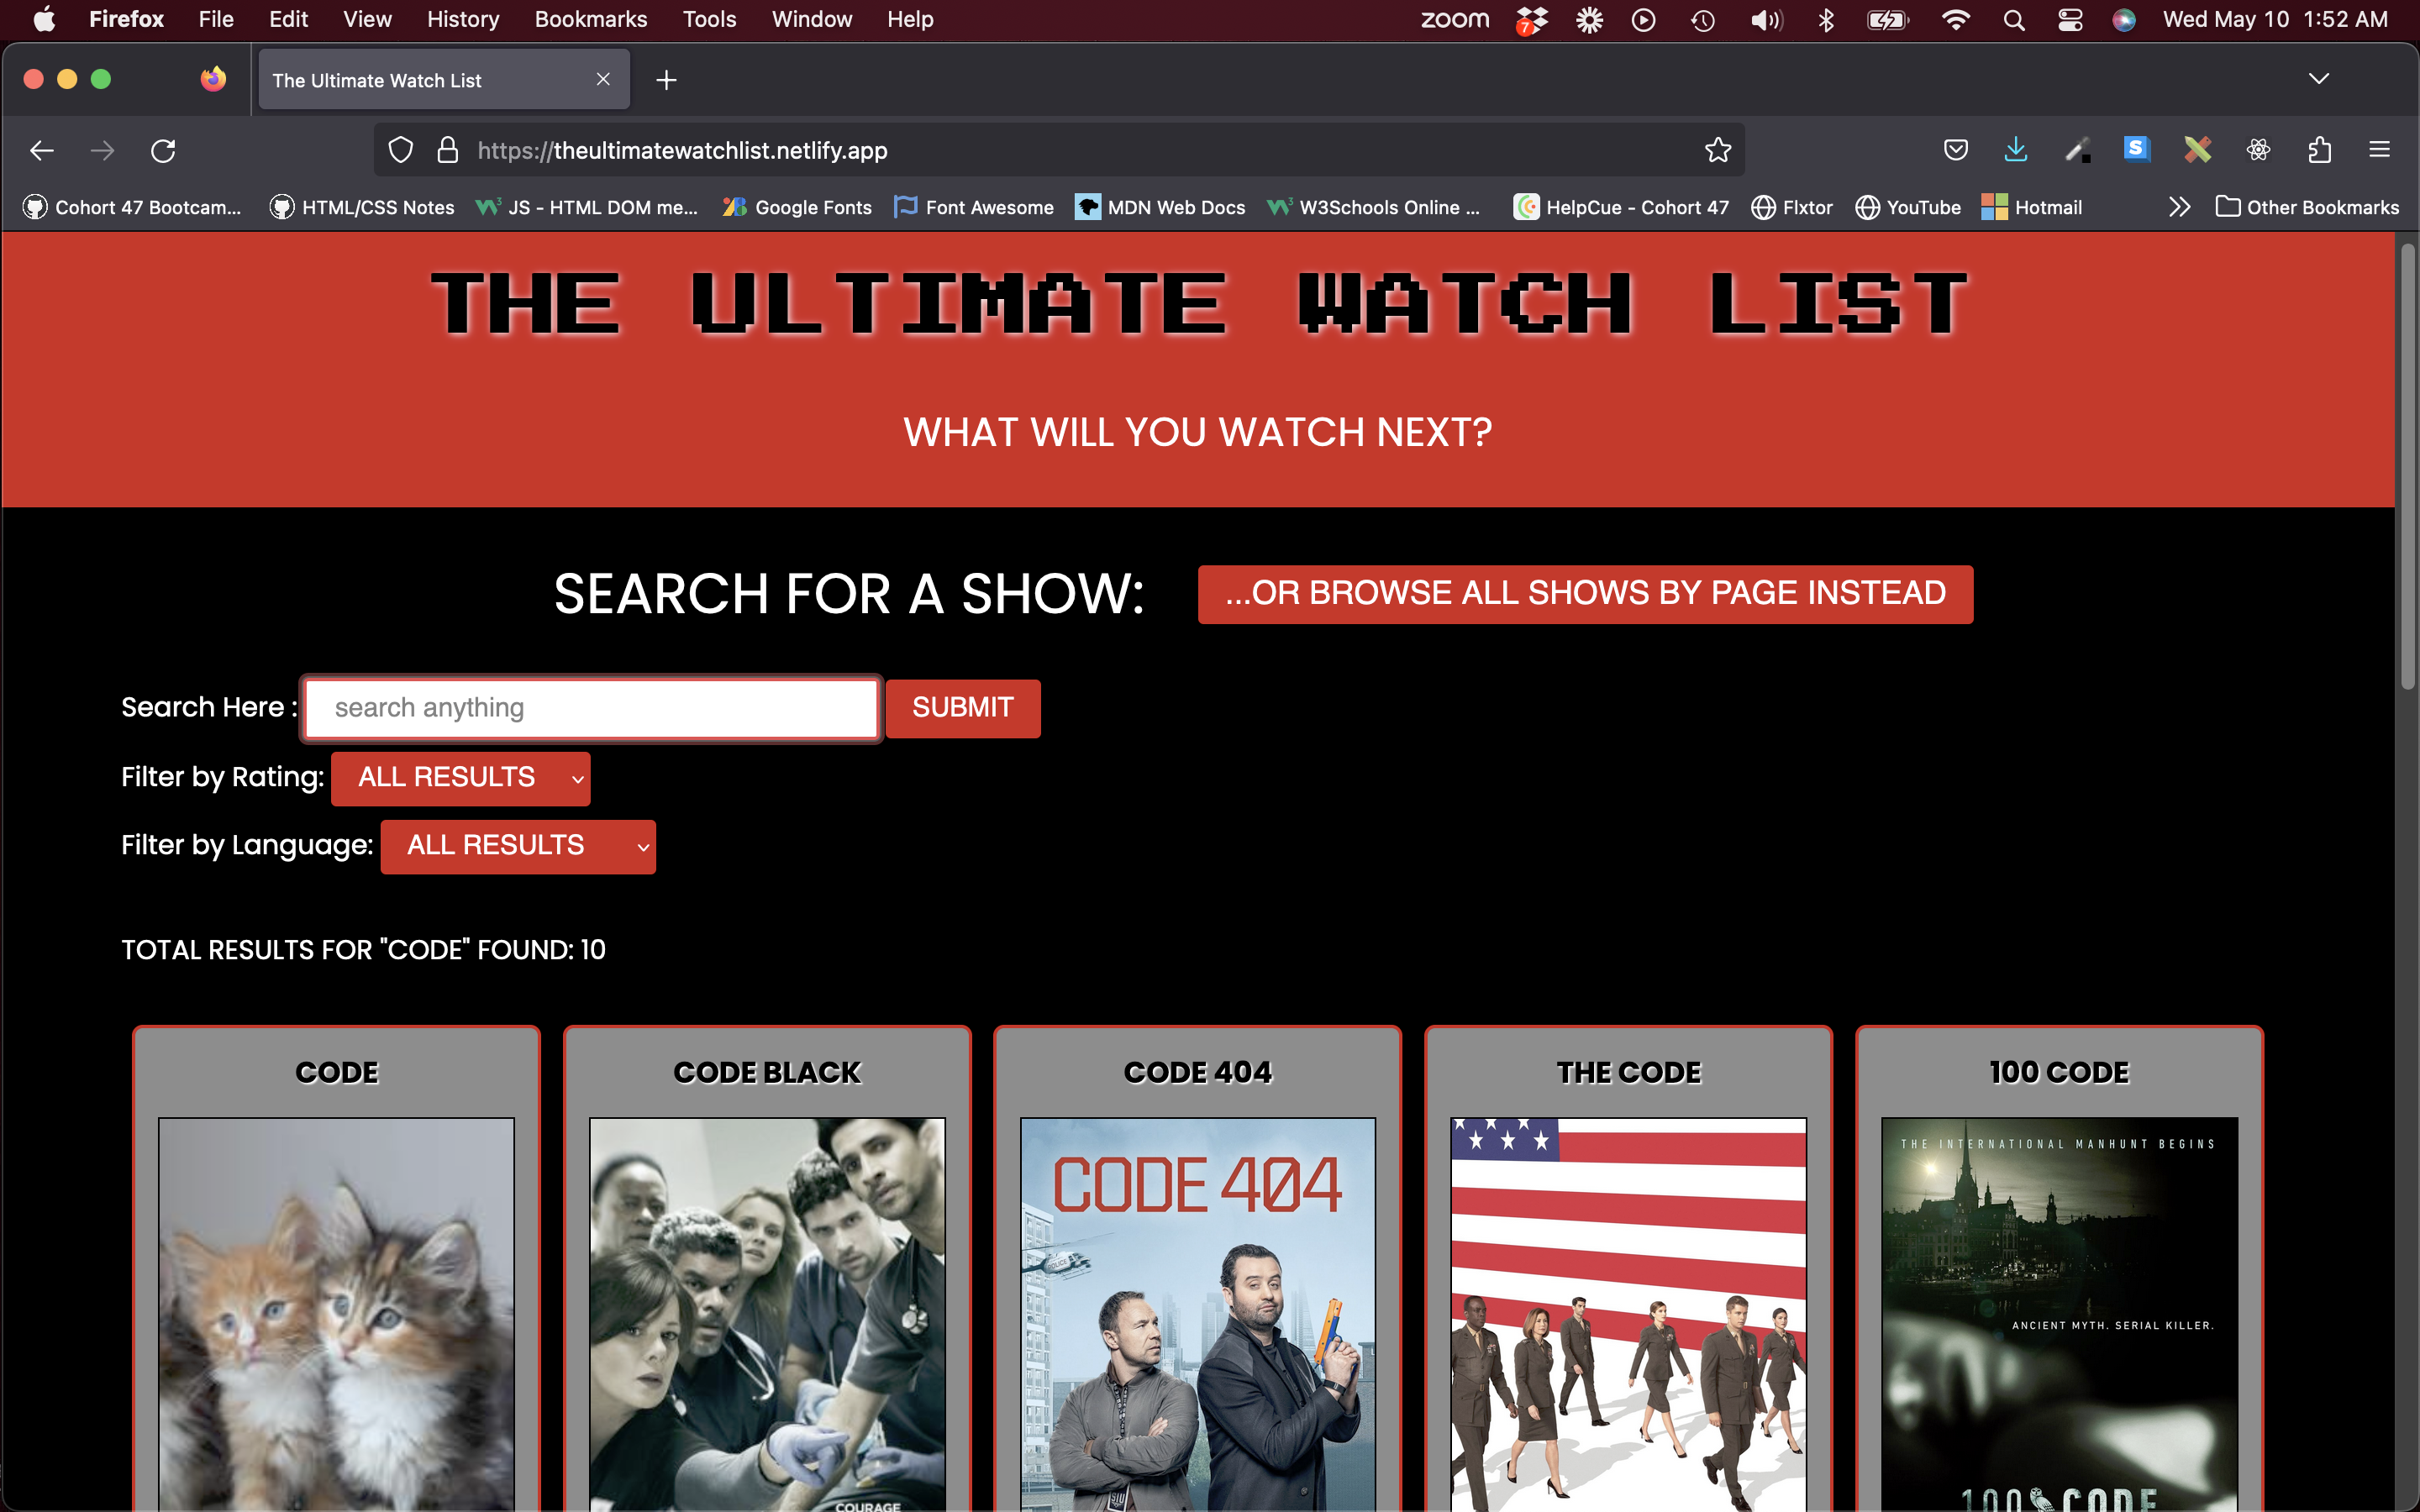 Firefox File Edit View History Bookmarks Tools Window Help zoom 7 Wed May 10 1:52 AM
The Ultimate Watch List
https://theultimatewatchlist.netlify.app
Cohort 47 Bootcam... HTML/CSS Notes JS - HTML DOM me... Google Fonts Font Awesome MDN Web Docs W3Schools Online ... HelpCue - Cohort 47 Flxtor YouTube Hotmail Other Bookmarks
THE ULTIMATE WATCH LIST
WHAT WILL YOU WATCH NEXT?
SEARCH FOR A SHOW: ...OR BROWSE ALL SHOWS BY PAGE INSTEAD
Search Here : search anything SUBMIT
Filter by Rating: ALL RESULTS
Filter by Language: ALL RESULTS
TOTAL RESULTS FOR "CODE" FOUND: 10
CODE CODE BLACK CODE 404 THE CODE 100 CODE
THE INTERNATIONAL MANHUNT BEGINS
CODE 404
POLICE
ANCIENT MYTH. SERIAL KILLER.
COURAGE
100 CODE